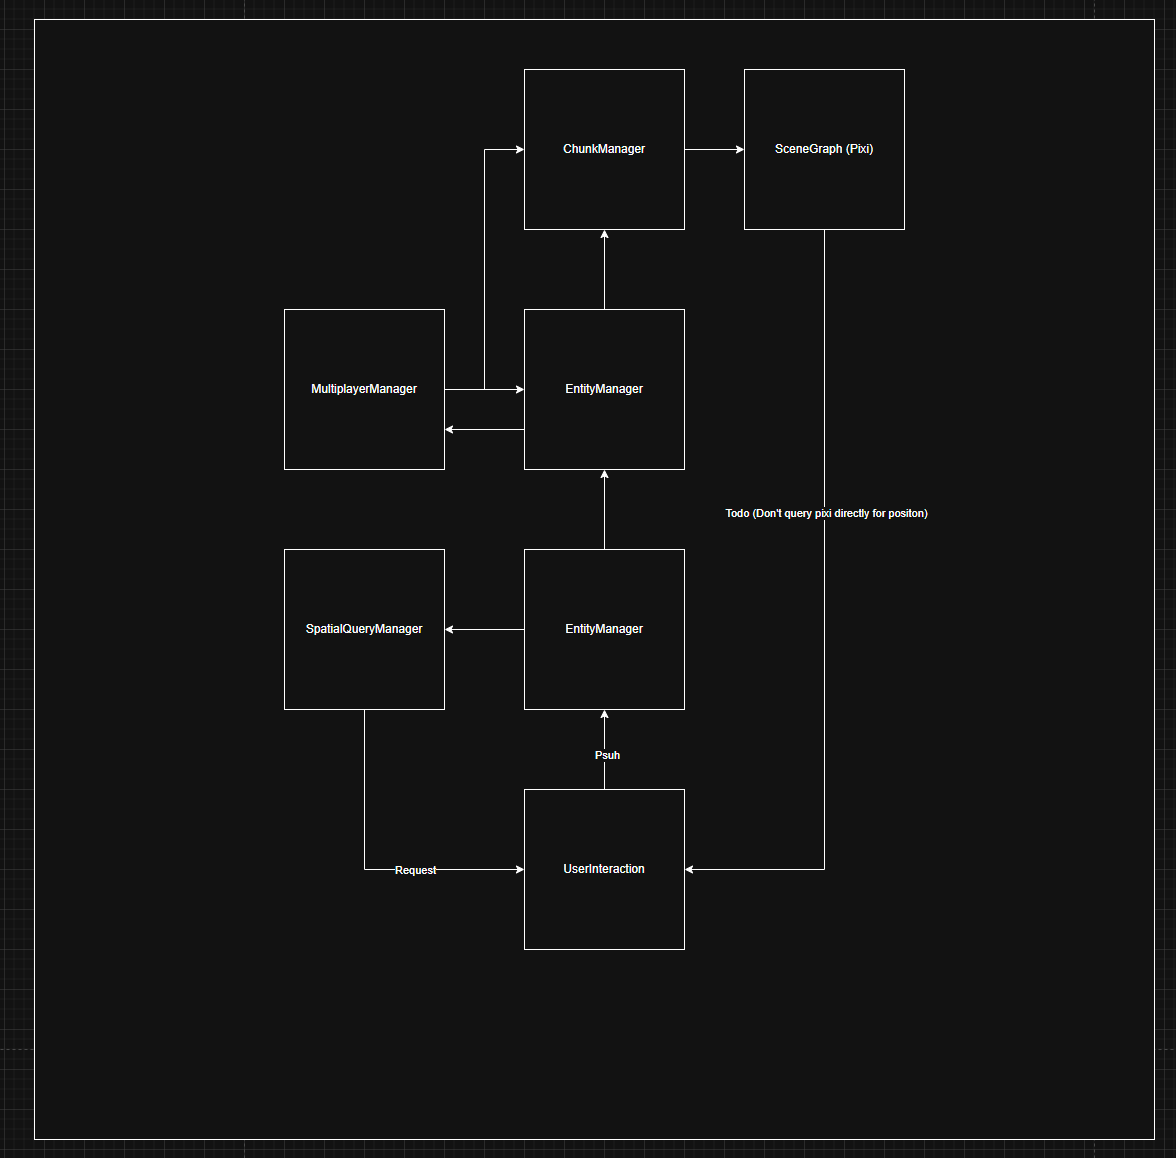 ChunkManager
SceneGraph (Pixi)
MultiplayerManager
EntityManager
Todo (Don't query pixi directly for positon)
SpatialQueryManager
EntityManager
Psuh
Request
UserInteraction